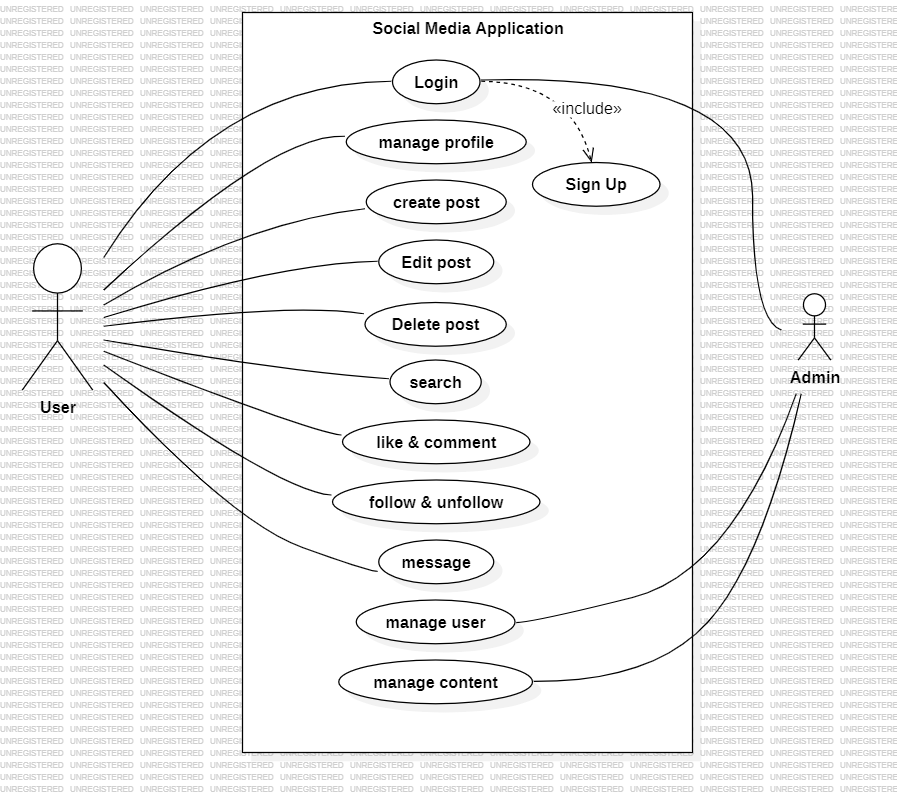 Social Media Application
Login
«include»
manage profile
Sign Up
create post
Edit post
Delete post
search
like & comment
follow & unfollow
message
manage user
manage content
User
Admin
UNREGISTERED